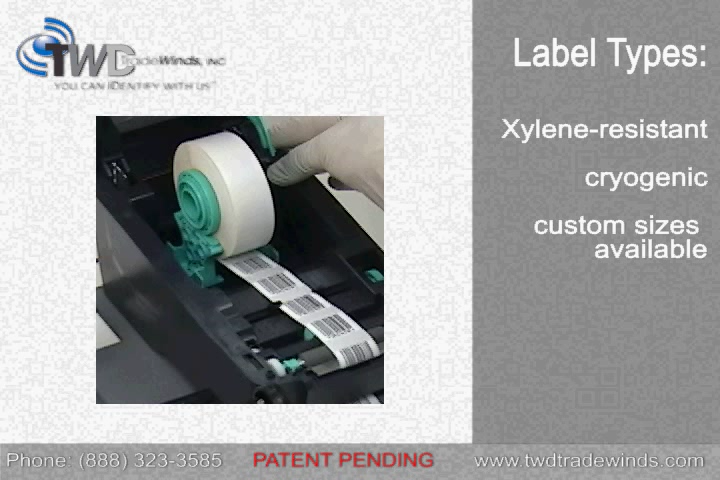 TWD TradeWinds, INC
YOU CAN IDENTIFY WITH US
Label Types:
Xylene-resistant
cryogenic
custom sizes
available
Phone: (888) 323-3585
PATENT PENDING
www.twdtradewinds.com